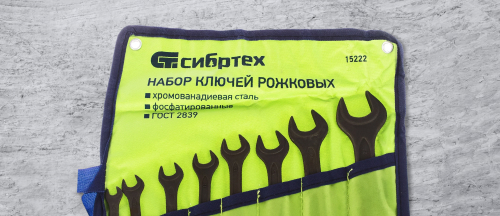 сибртех
15222
НАБОР КЛЮЧЕЙ РОЖКОВЫХ
хромованадиевая сталь
фосфатированные
ГОСТ 2839